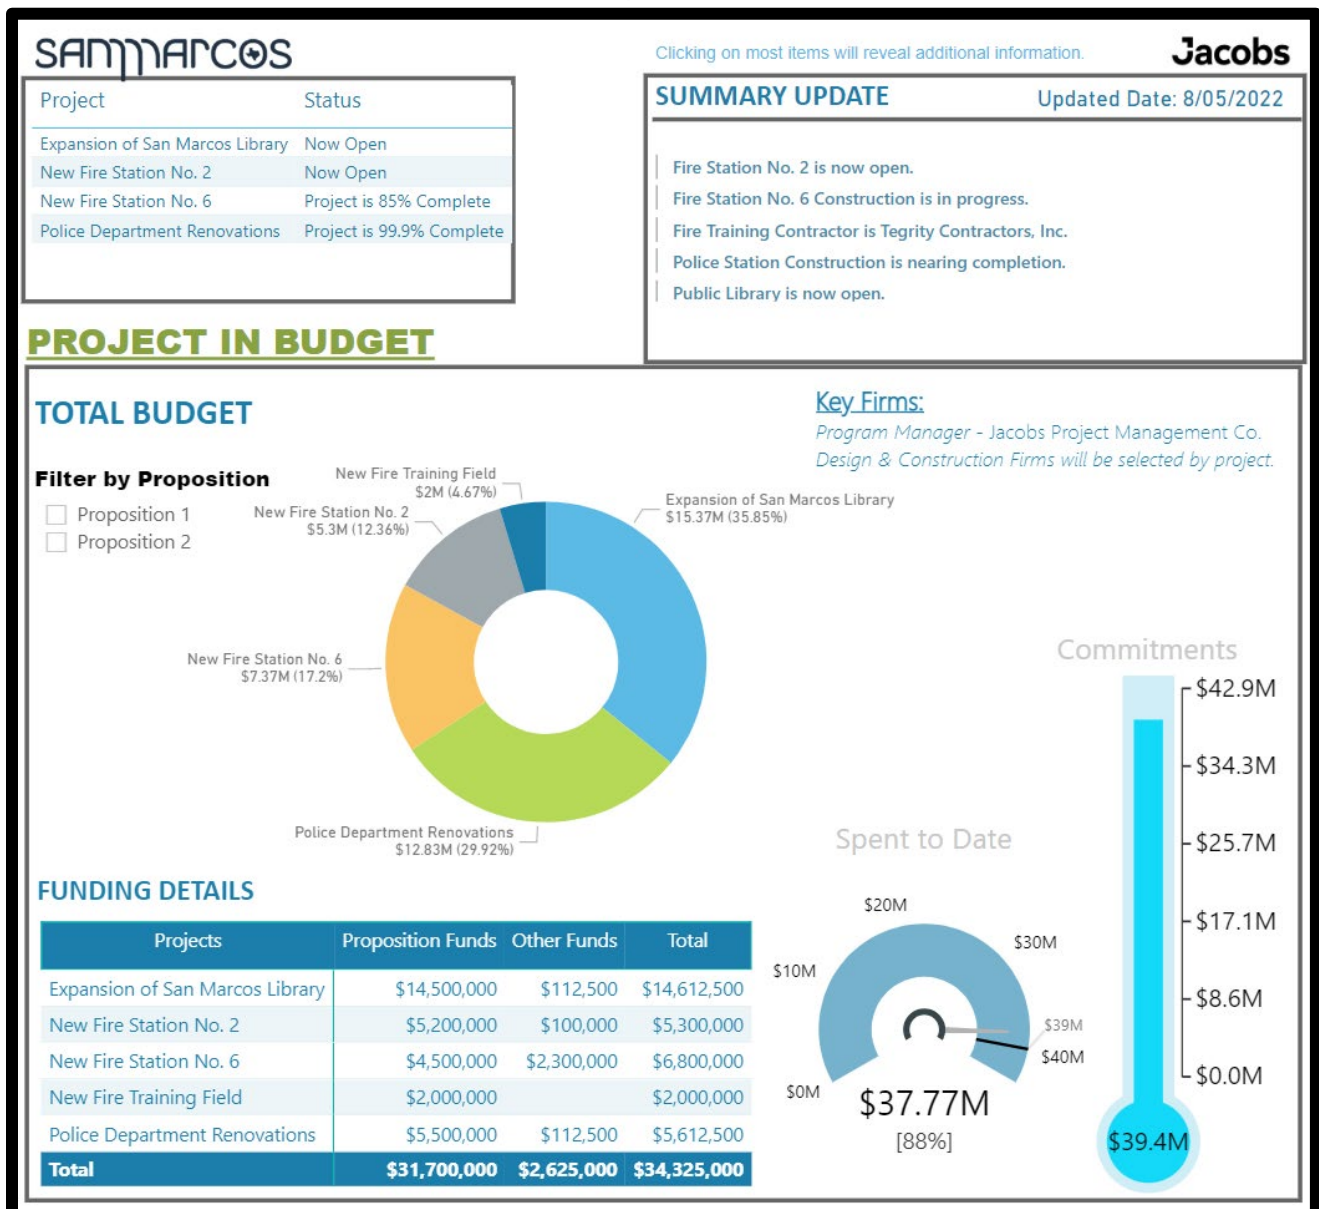 SANMARCOS
Clicking on most items will reveal additional information.
Jacobs
Project Status
Expansion of San Marcos Library Now Open
New Fire Station No. 2 Now Open
New Fire Station No. 6 Project is 85% Complete
Police Department Renovations Project is 99.9% Complete
SUMMARY UPDATE Updated Date: 8/05/2022
Fire Station No. 2 is now open.
Fire Station No. 6 Construction is in progress.
Fire Training Contractor is Tegrity Contractors, Inc.
Police Station Construction is nearing completion.
Public Library is now open.
PROJECT IN BUDGET
TOTAL BUDGET
Key Firms:
Program Manager - Jacobs Project Management Co.
Design & Construction Firms will be selected by project.
Filter by Proposition
Proposition 1
Proposition 2
New Fire Training Field
$2M (4.67%)
New Fire Station No. 2
$5.3M (12.36%)
Expansion of San Marcos Library
$15.37M (35.85%)
New Fire Station No. 6
$7.37M (17.2%)
Police Department Renovations
$12.83M (29.92%)
Commitments
$42.9M
$34.3M
$25.7M
$17.1M
$8.6M
$0.0M
$39.4M
Spent to Date
$20M
$30M
$10M
$39M
$40M
$0M
$37.77M
[88%]
FUNDING DETAILS
Projects Proposition Funds Other Funds Total
Expansion of San Marcos Library $14,500,000 $112,500 $14,612,500
New Fire Station No. 2 $5,200,000 $100,000 $5,300,000
New Fire Station No. 6 $4,500,000 $2,300,000 $6,800,000
New Fire Training Field $2,000,000 $2,000,000
Police Department Renovations $5,500,000 $112,500 $5,612,500
Total $31,700,000 $2,625,000 $34,325,000